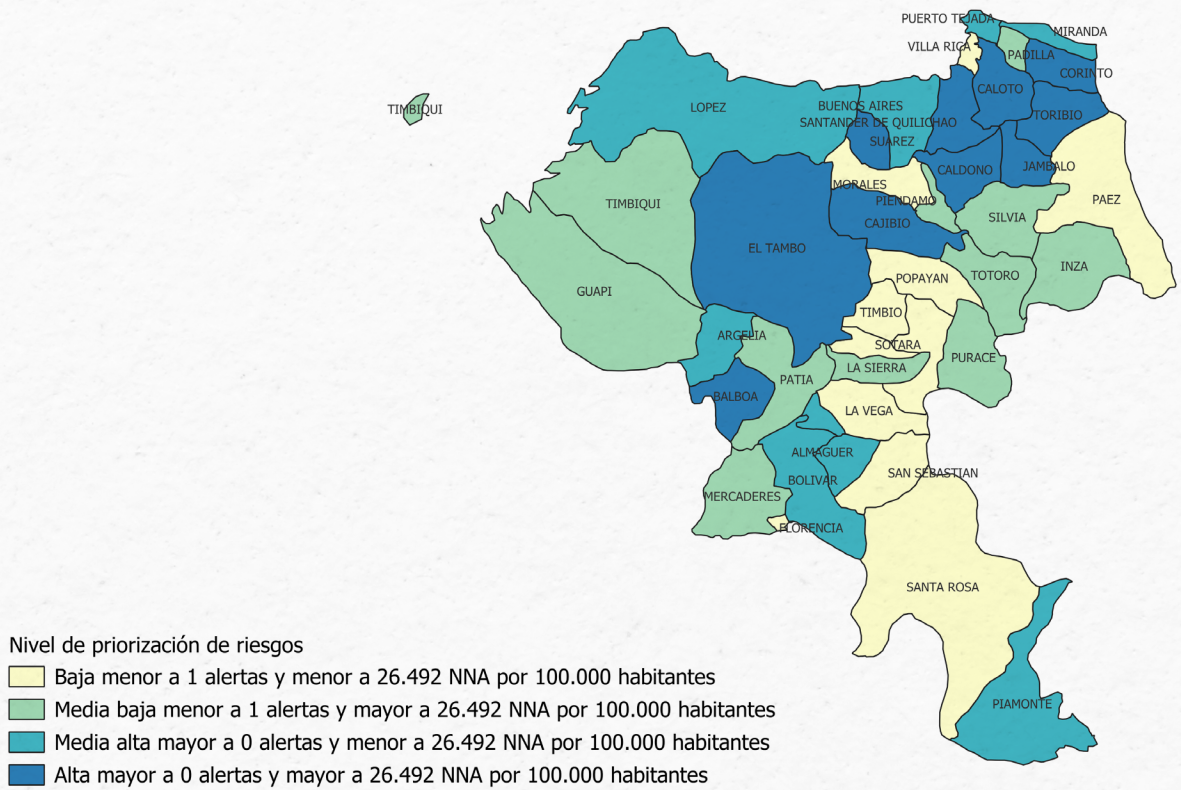 PUERTO TEJADA
MIRANDA
VILLA RICA
PADILLA
CORINTO
CALOTO
TIMBIQUI
LOPEZ
BUENOS AIRES
TORIBIO
SANTANDER DE QUILICHAO
SUAREZ
CALDONO
JAMBALO
MORALES
PAEZ
PIENDAMO
TIMBIQUI
SILVIA
CAJIBIO
EL TAMBO
INZA
TOTORO
POPAYAN
GUAPI
TIMBIO
ARGELIA
SOTARA
PURACE
LA SIERRA
PATIA
BALBOA
LA VEGA
ALMAGUER
SAN SEBASTIAN
BOLIVAR
MERCADERES
FLORENCIA
SANTA ROSA
PIAMONTE
Nivel de priorización de riesgos
Baja menor a 1 alertas y menor a 26.492 NNA por 100.000 habitantes
Media baja menor a 1 alertas y mayor a 26.492 NNA por 100.000 habitantes
Media alta mayor a 0 alertas y menor a 26.492 NNA por 100.000 habitantes
Alta mayor a 0 alertas y mayor a 26.492 NNA por 100.000 habitantes